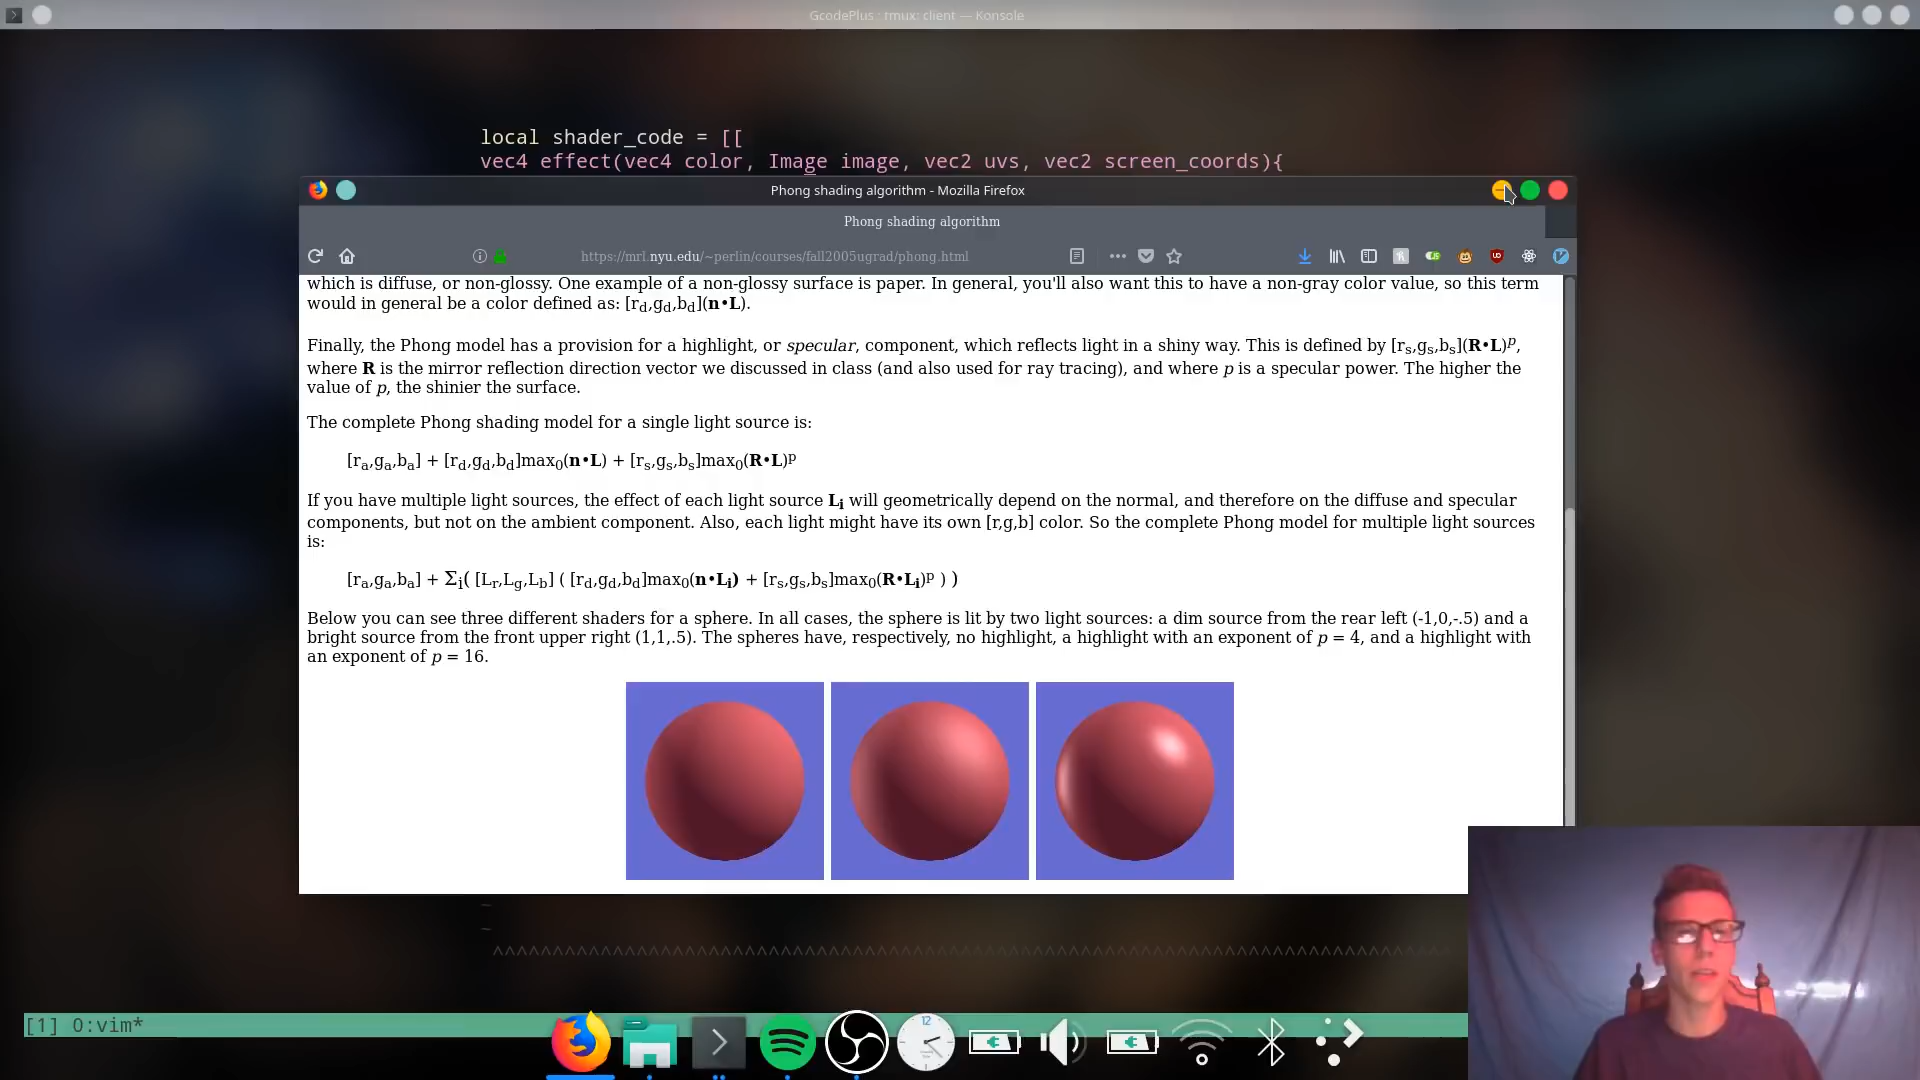 GcodePlus : tmux: client — Konsole
local shader_code = [[
vec4 effect(vec4 color, Image image, vec2 uvs, vec2 screen_coords){
Phong shading algorithm - Mozilla Firefox
Phong shading algorithm
https://mrl.nyu.edu/~perlin/courses/fall2005ugrad/phong.html
which is diffuse, or non-glossy. One example of a non-glossy surface is paper. In general, you'll also want this to have a non-gray color value, so this term
would in general be a color defined as: [rd,gd,bd](n•L).
Finally, the Phong model has a provision for a highlight, or specular, component, which reflects light in a shiny way. This is defined by [rs,gs,bs](R•L)p,
where R is the mirror reflection direction vector we discussed in class (and also used for ray tracing), and where p is a specular power. The higher the
value of p, the shinier the surface.
The complete Phong shading model for a single light source is:
[ra,ga,ba] + [rd,gd,bd]max0(n•L) + [rs,gs,bs]max0(R•L)p
If you have multiple light sources, the effect of each light source Li will geometrically depend on the normal, and therefore on the diffuse and specular
components, but not on the ambient component. Also, each light might have its own [r,g,b] color. So the complete Phong model for multiple light sources
is:
[ra,ga,ba] + Σi( [Lr,Lg,Lb] ( [rd,gd,bd]max0(n•Li) + [rs,gs,bs]max0(R•Li)p ) )
Below you can see three different shaders for a sphere. In all cases, the sphere is lit by two light sources: a dim source from the rear left (-1,0,-.5) and a
bright source from the front upper right (1,1,.5). The spheres have, respectively, no highlight, a highlight with an exponent of p = 4, and a highlight with
an exponent of p = 16.
[1] 0:vim*
12